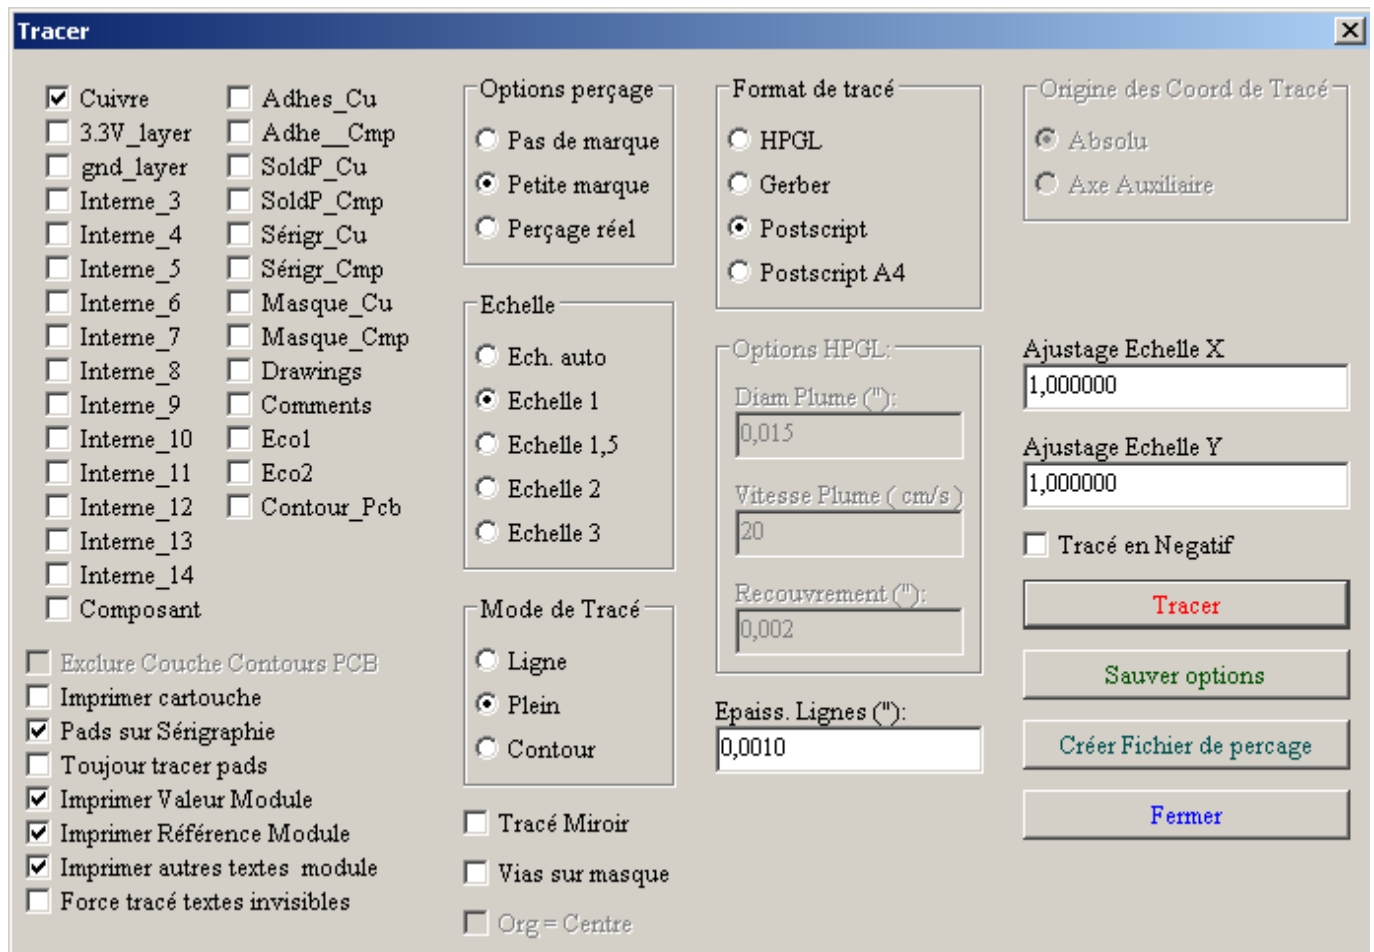 Tracer
Cuivre
3.3V_layer
gnd_layer
Interne_3
Interne_4
Interne_5
Interne_6
Interne_7
Interne_8
Interne_9
Interne_10
Interne_11
Interne_12
Interne_13
Interne_14
Composant
Adhes_Cu
Adhe__Cmp
SoldP_Cu
SoldP_Cmp
Sérigr_Cu
Sérigr_Cmp
Masque_Cu
Masque_Cmp
Drawings
Comments
Eco1
Eco2
Contour_Pcb
Exclure Couche Contours PCB
Imprimer cartouche
Pads sur Sérigraphie
Toujour tracer pads
Imprimer Valeur Module
Imprimer Référence Module
Imprimer autres textes module
Force tracé textes invisibles
Options perçage
Pas de marque
Petite marque
Perçage réel
Echelle
Ech. auto
Echelle 1
Echelle 1,5
Echelle 2
Echelle 3
Mode de Tracé
Ligne
Plein
Contour
Tracé Miroir
Vias sur masque
Org = Centre
Format de tracé
HPGL
Gerber
Postscript
Postscript A4
Options HPGL:
Diam Plume ("):
0,015
Vitesse Plume ( cm/s )
20
Recouvrement ("):
0,002
Epaiss. Lignes ("):
0,0010
Origine des Coord de Tracé
Absolu
Axe Auxiliaire
Ajustage Echelle X
1,000000
Ajustage Echelle Y
1,000000
Tracé en Negatif
Tracer
Sauver options
Créer Fichier de percage
Fermer